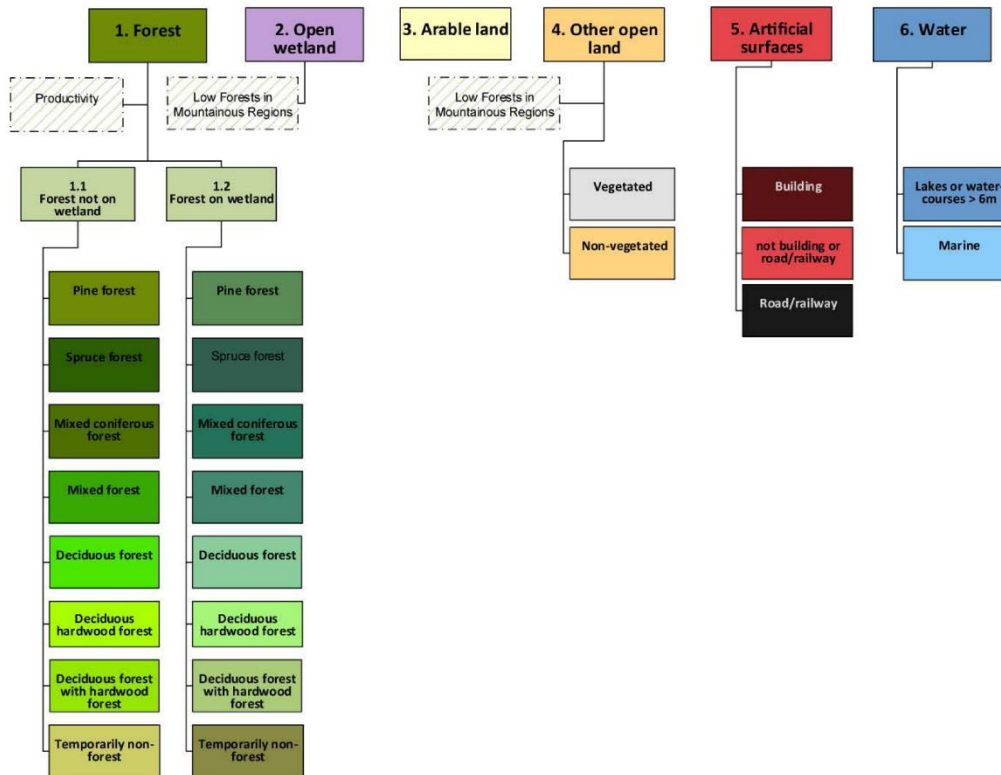 1. Forest
2. Open
wetland
3. Arable land
4. Other open
land
5. Artificial
surfaces
6. Water
Productivity
Low Forests in
Mountainous Regions
Low Forests in
Mountainous Regions
1.1
Forest not on
wetland
1.2
Forest on wetland
Vegetated
Non-vegetated
Building
not building or
road/railway
Road/railway
Lakes or water-
courses > 6m
Marine
Pine forest
Spruce forest
Mixed coniferous
forest
Mixed forest
Deciduous forest
Deciduous
hardwood forest
Deciduous forest
with hardwood
forest
Temporarily non-
forest
Pine forest
Spruce forest
Mixed coniferous
forest
Mixed forest
Deciduous forest
Deciduous
hardwood forest
Deciduous forest
with hardwood
forest
Temporarily non-
forest